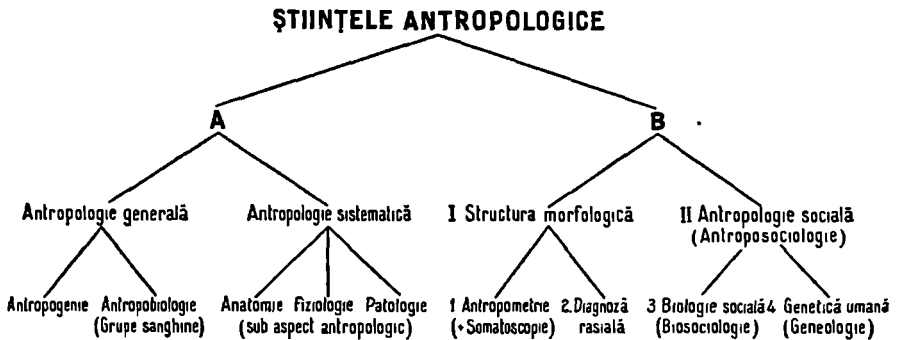 ȘTIINȚELE ANTROPOLOGICE
A B
Antropologie generală Antropologie sistematică I Structura morfologică II Antropologie socială
(Antroposociologie)
Antropogenie Antropobiologie Anatomie Fiziologie Patologie 1 Antropometrie 2. Diagnoză 3 Biologie socială 4 Genetică umană
(Grupe sanghine) (sub aspect antropologic) (+Somatoscopie) rasială (Biosociologie) (Geneologie)